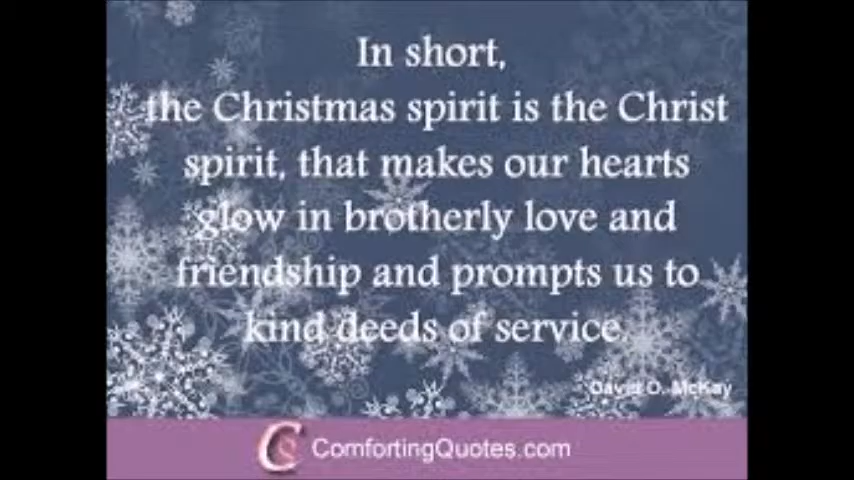 In short,
the Christmas spirit is the Christ
spirit, that makes our hearts
glow in brotherly love and
friendship and prompts us to
kind deeds of service.
David O. McKay
ComfortingQuotes.com